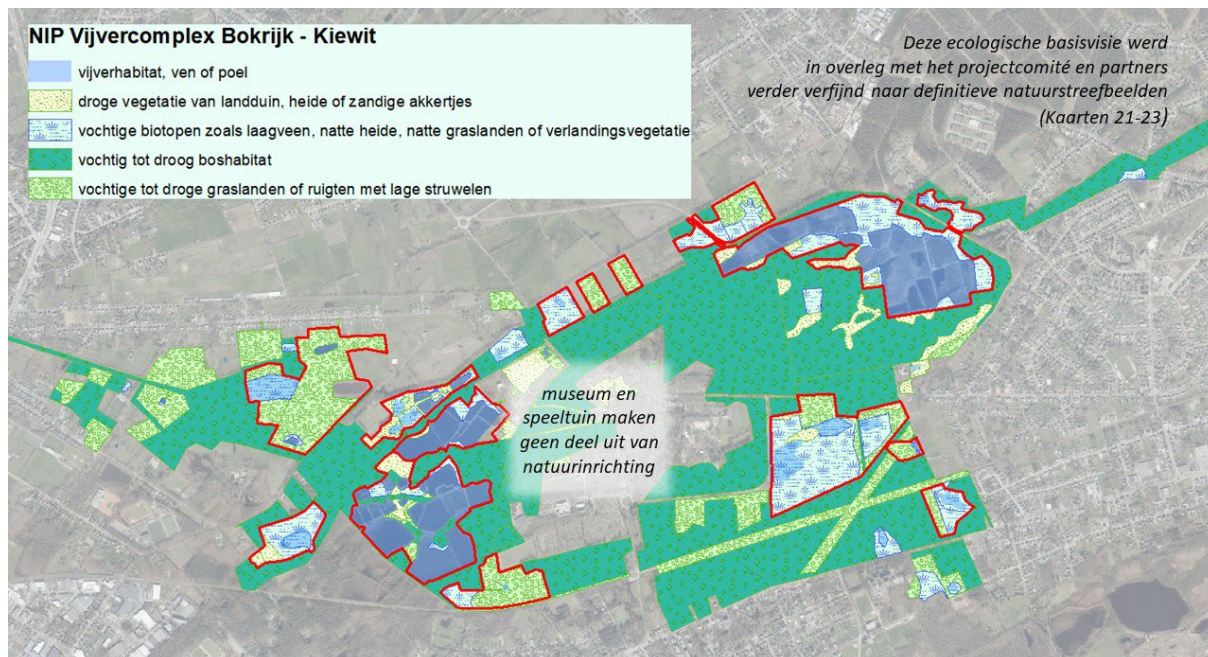 NIP Vijvercomplex Bokrijk - Kiewit
vijverhabitat, ven of poel
droge vegetatie van landduin, heide of zandige akkertjes
vochtige biotopen zoals laagveen, natte heide, natte graslanden of verlandingsvegetatie
vochtig tot droog boshabitat
vochtige tot droge graslanden of ruigten met lage struwelen
Deze ecologische basisvisie werd
in overleg met het projectcomité en partners
verder verfijnd naar definitieve natuurstreefbeelden
(Kaarten 21-23)
museum en
speeltuin maken
geen deel uit van
natuurinrichting